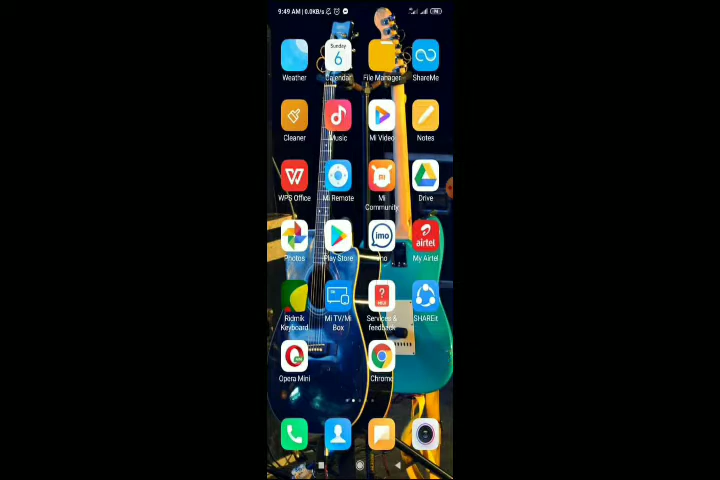 9:49 AM | 0.0KB/s
Sunday
6
Weather
Calendar
File Manager
ShareMe
Cleaner
Music
Mi Video
Notes
WPS Office
Mi Remote
Mi
Community
Drive
Photos
Play Store
imo
imo
airtel
My Airtel
Ridmik
Keyboard
Mi TV/Mi
Box
Services &
feedback
SHAREit
Opera Mini
Chrome